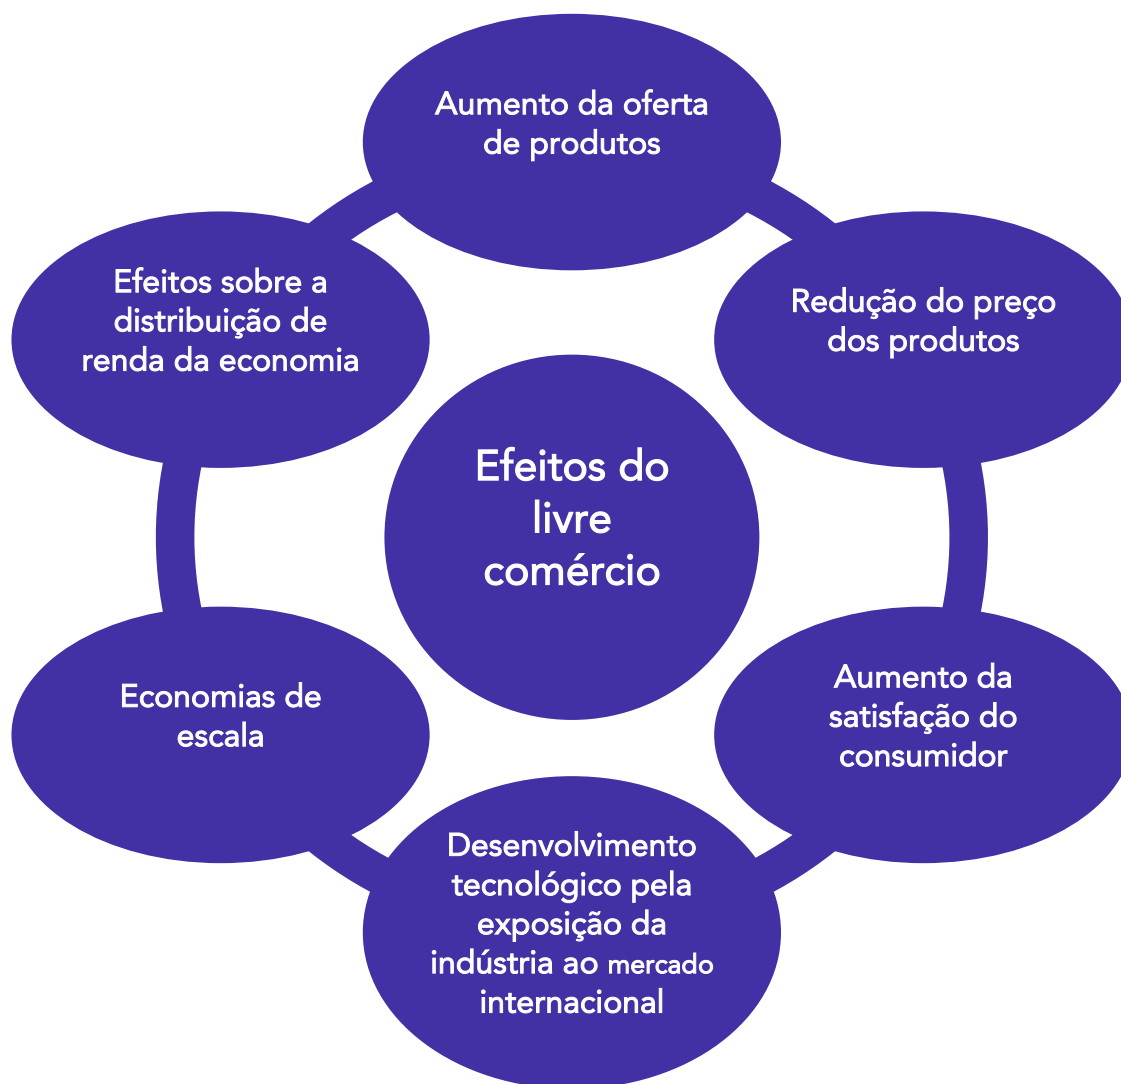 Aumento da oferta
de produtos
Redução do preço
dos produtos
Aumento da
satisfação do
consumidor
Desenvolvimento
tecnológico pela
exposição da
indústria ao mercado
internacional
Economias de
escala
Efeitos sobre a
distribuição de
renda da economia
Efeitos do
livre
comércio